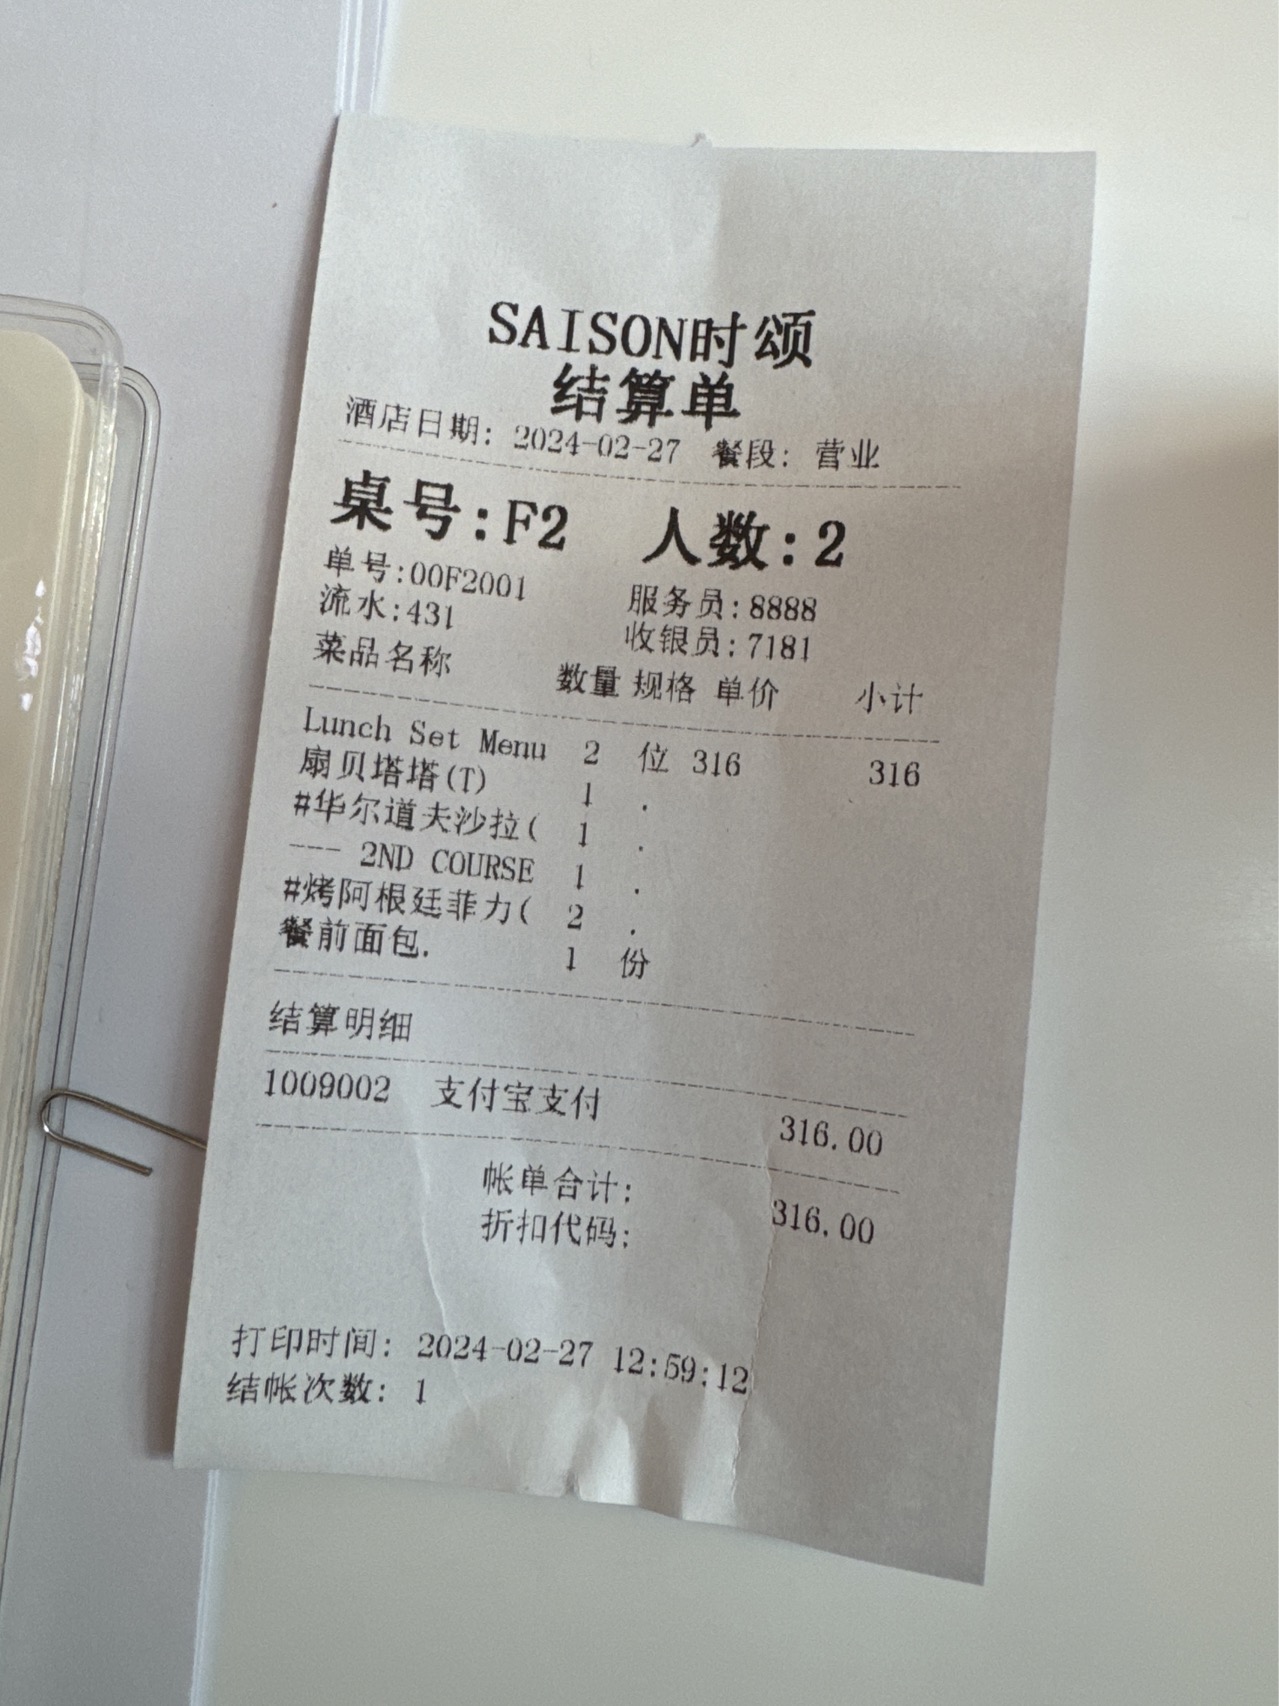 SAISON时颂
结算单
酒店日期: 2024-02-27 餐段: 营业
桌号:F2 人数:2
单号:00F2001 服务员:8888
流水:431 收银员:7181
菜品名称 数量 规格 单价 小计
Lunch Set Menu 2 位 316 316
扇贝塔塔(T) 1 .
#华尔道夫沙拉( 1 .
--- 2ND COURSE 1 .
#烤阿根廷菲力( 2 .
餐前面包. 1 份
结算明细
1009002 支付宝支付 316.00
帐单合计: 316.00
折扣代码:
打印时间: 2024-02-27 12:59:12
结帐次数: 1